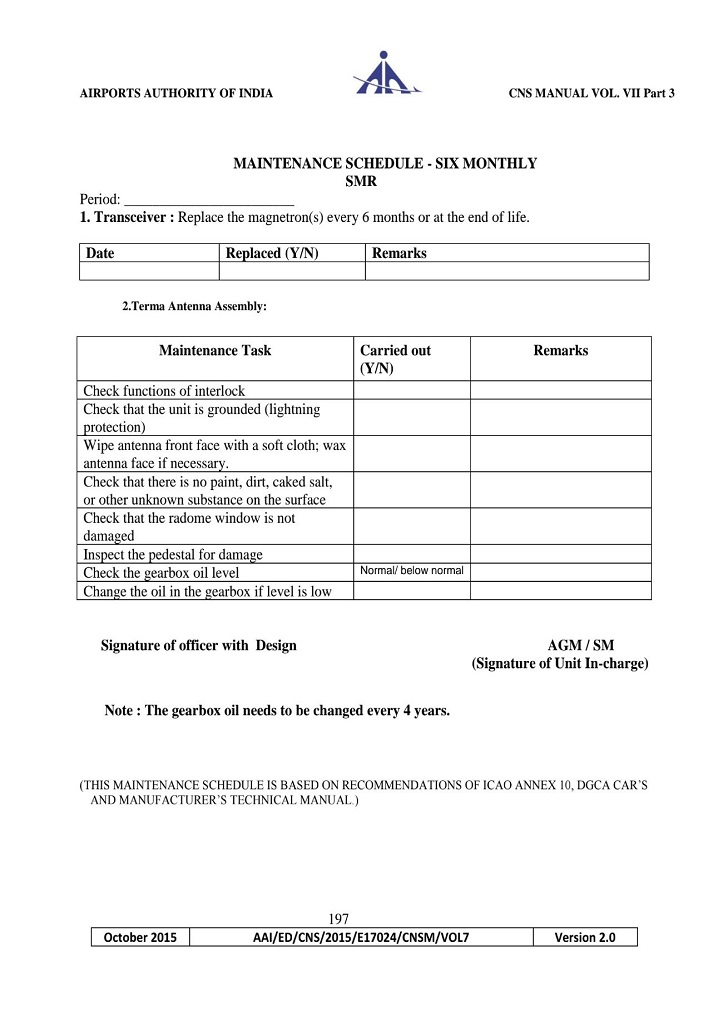 AIRPORTS AUTHORITY OF INDIA
CNS MANUAL VOL. VII Part 3
MAINTENANCE SCHEDULE - SIX MONTHLY
SMR
Period: ________________________
1. Transceiver : Replace the magnetron(s) every 6 months or at the end of life.
Date Replaced (Y/N) Remarks
2.Terma Antenna Assembly:
Maintenance Task Carried out Remarks
(Y/N)
Check functions of interlock
Check that the unit is grounded (lightning
protection)
Wipe antenna front face with a soft cloth; wax
antenna face if necessary.
Check that there is no paint, dirt, caked salt,
or other unknown substance on the surface
Check that the radome window is not
damaged
Inspect the pedestal for damage
Check the gearbox oil level Normal/ below normal
Change the oil in the gearbox if level is low
Signature of officer with Design AGM / SM
(Signature of Unit In-charge)
Note : The gearbox oil needs to be changed every 4 years.
(THIS MAINTENANCE SCHEDULE IS BASED ON RECOMMENDATIONS OF ICAO ANNEX 10, DGCA CAR’S
AND MANUFACTURER’S TECHNICAL MANUAL.)
197
October 2015 AAI/ED/CNS/2015/E17024/CNSM/VOL7 Version 2.0